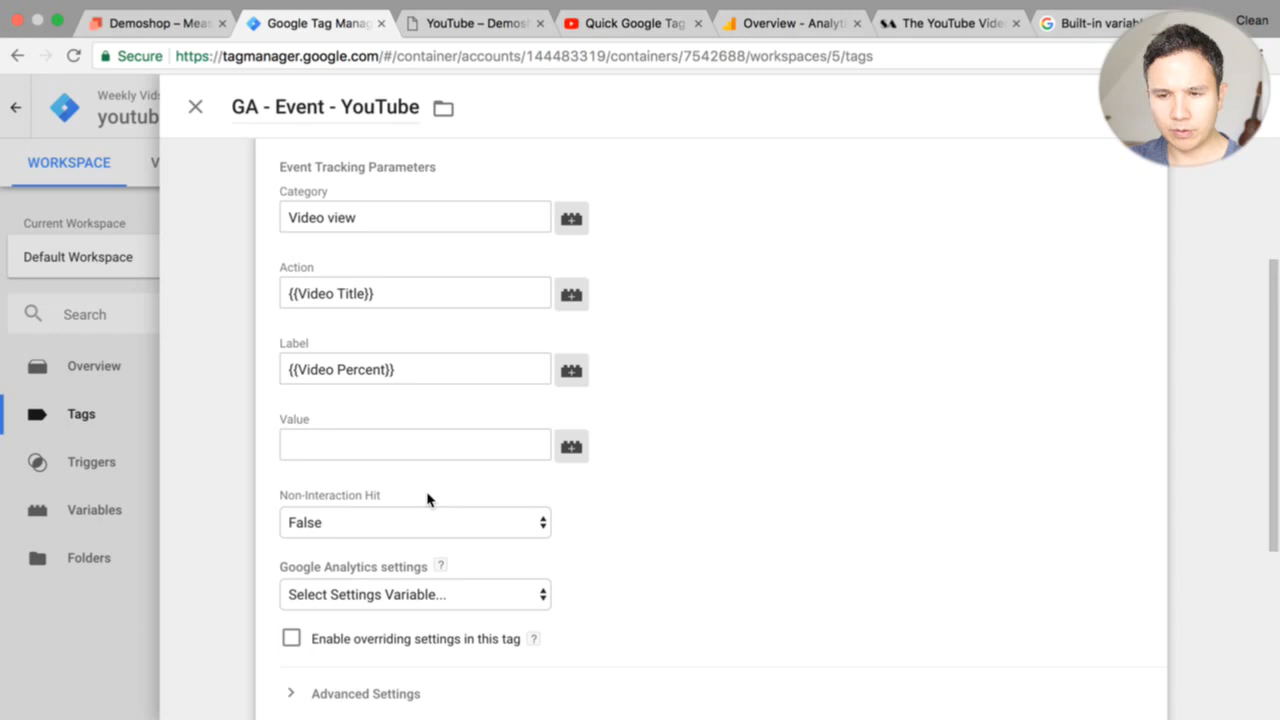 Demoshop – Meas
Google Tag Mana
YouTube – Demos
Quick Google Tag
Overview - Analyti
The YouTube Vide
Built-in variab
Clean
Secure
https://tagmanager.google.com/#/container/accounts/144483319/containers/7542688/workspaces/5/tags
Weekly Vids
youtub
GA - Event - YouTube
WORKSPACE
V
Current Workspace
Default Workspace
Search
Overview
Tags
Triggers
Variables
Folders
Event Tracking Parameters
Category
Video view
Action
{{Video Title}}
Label
{{Video Percent}}
Value
Non-Interaction Hit
False
Google Analytics settings ?
Select Settings Variable...
Enable overriding settings in this tag ?
Advanced Settings